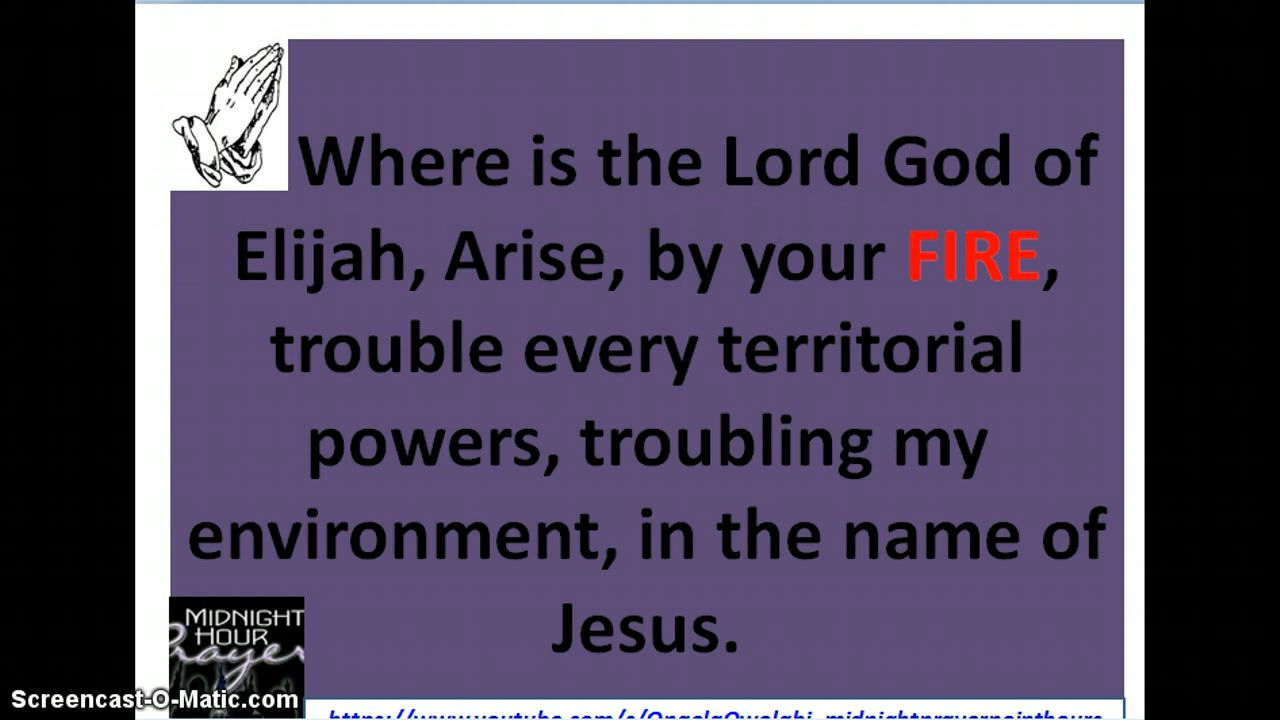 Where is the Lord God of
Elijah, Arise, by your FIRE,
trouble every territorial
powers, troubling my
environment, in the name of
Jesus.
MIDNIGHT
HOUR
Prayer
Screencast-O-Matic.com